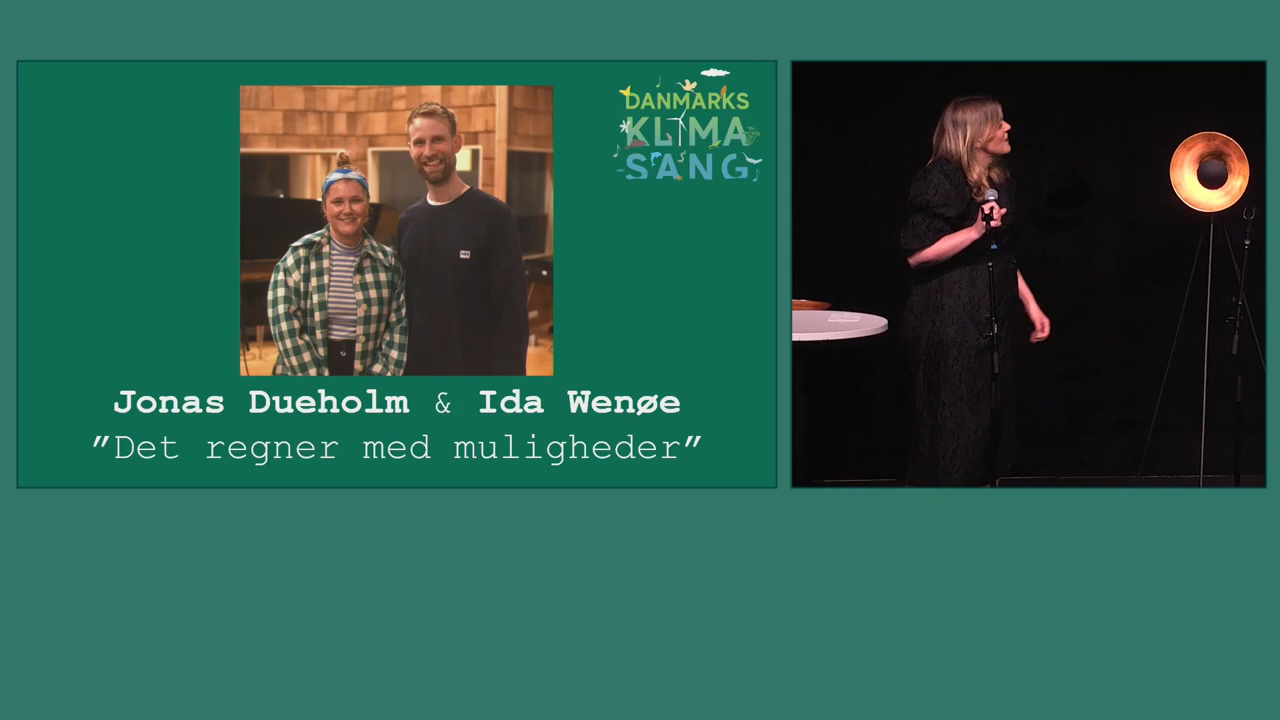 DANMARKS
KLIMA
SANG
Jonas Dueholm & Ida Wenøe
”Det regner med muligheder”